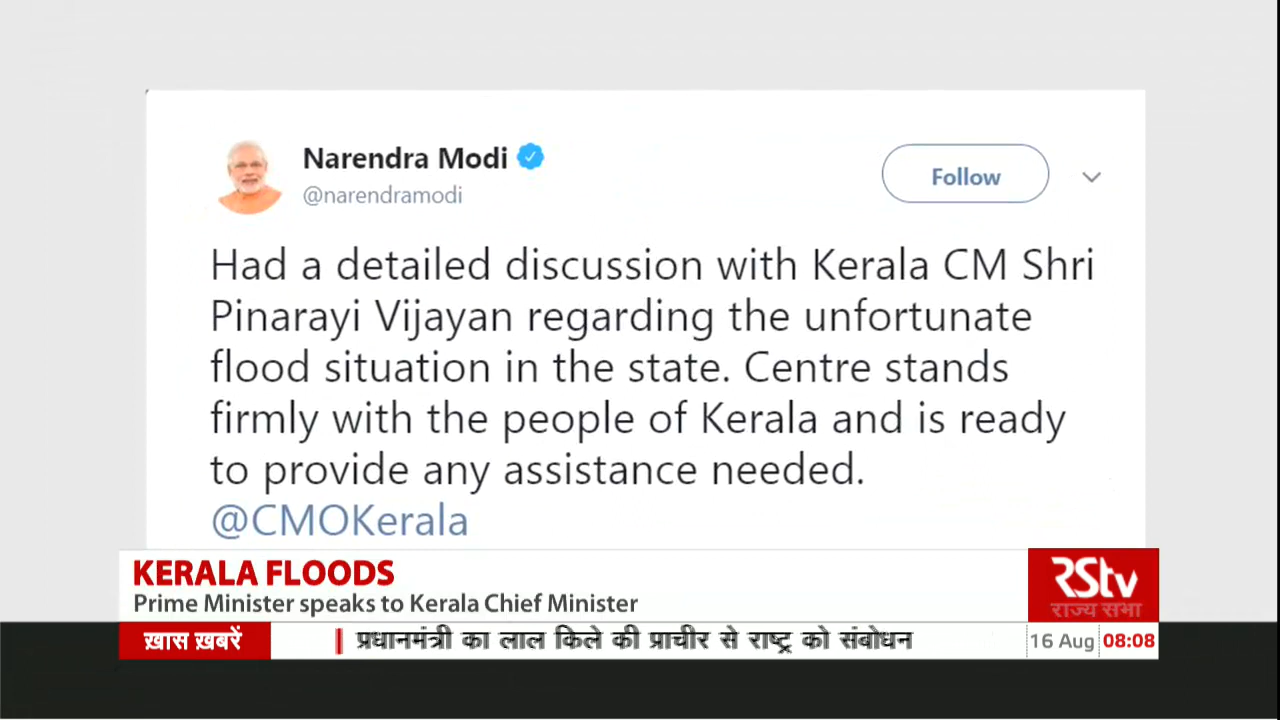 Narendra Modi
@narendramodi
Follow
Had a detailed discussion with Kerala CM Shri
Pinarayi Vijayan regarding the unfortunate
flood situation in the state. Centre stands
firmly with the people of Kerala and is ready
to provide any assistance needed.
@CMOKerala
KERALA FLOODS
Prime Minister speaks to Kerala Chief Minister
RStv
राज्य सभा
ख़ास ख़बरें
प्रधानमंत्री का लाल किले की प्राचीर से राष्ट्र को संबोधन
16 Aug 08:08